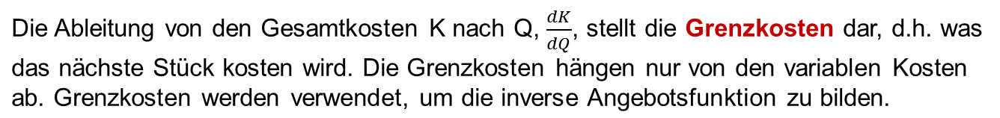 Die Ableitung von den Gesamtkosten K nach Q, dK/dQ, stellt die Grenzkosten dar, d.h. was
das nächste Stück kosten wird. Die Grenzkosten hängen nur von den variablen Kosten
ab. Grenzkosten werden verwendet, um die inverse Angebotsfunktion zu bilden.